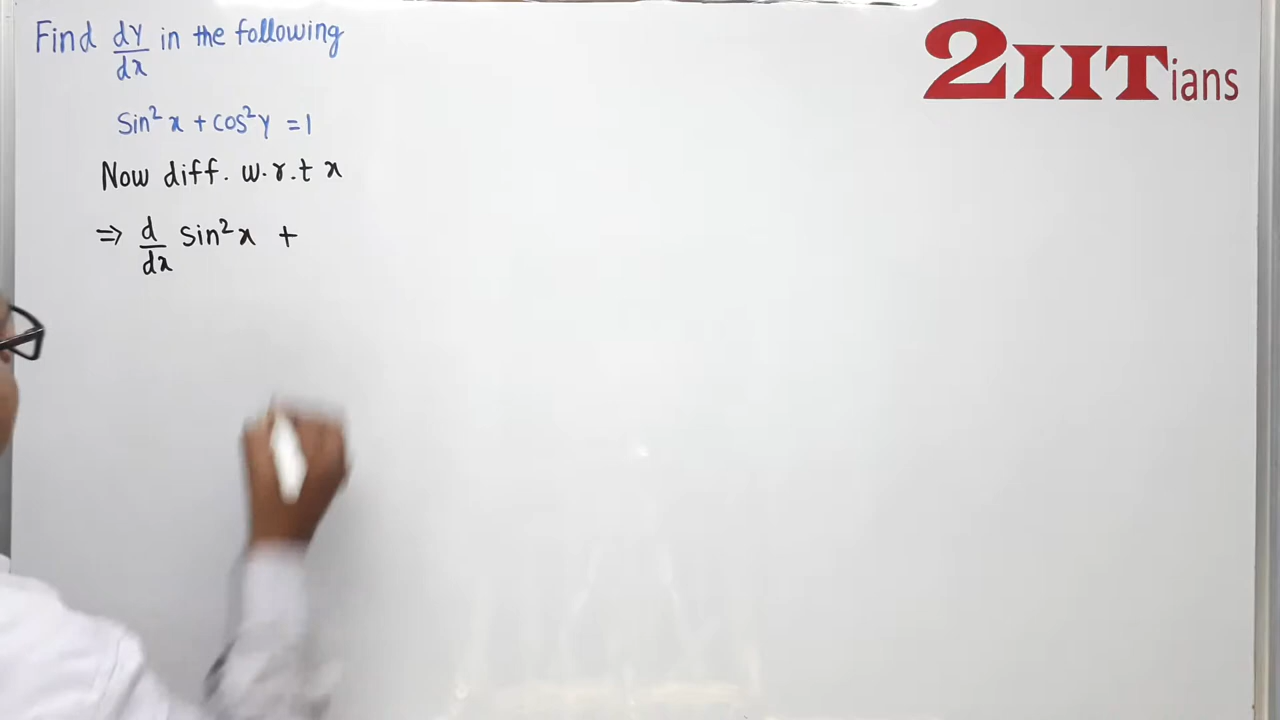 Find dy/dx in the following
Sin²x + cos²y = 1
Now diff. w.r.t x
⇒ d/dx sin²x +
2IITians